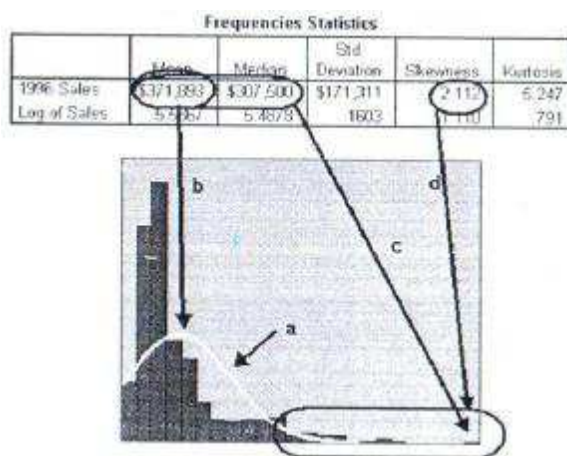 Frequencies Statistics
Mean Median Std Deviation Skewness Kurtosis
1996 Sales $371,893 $307,500 $171,311 2.112 5.247
Log of Sales 5.4878 1603 .791
b
d
c
a